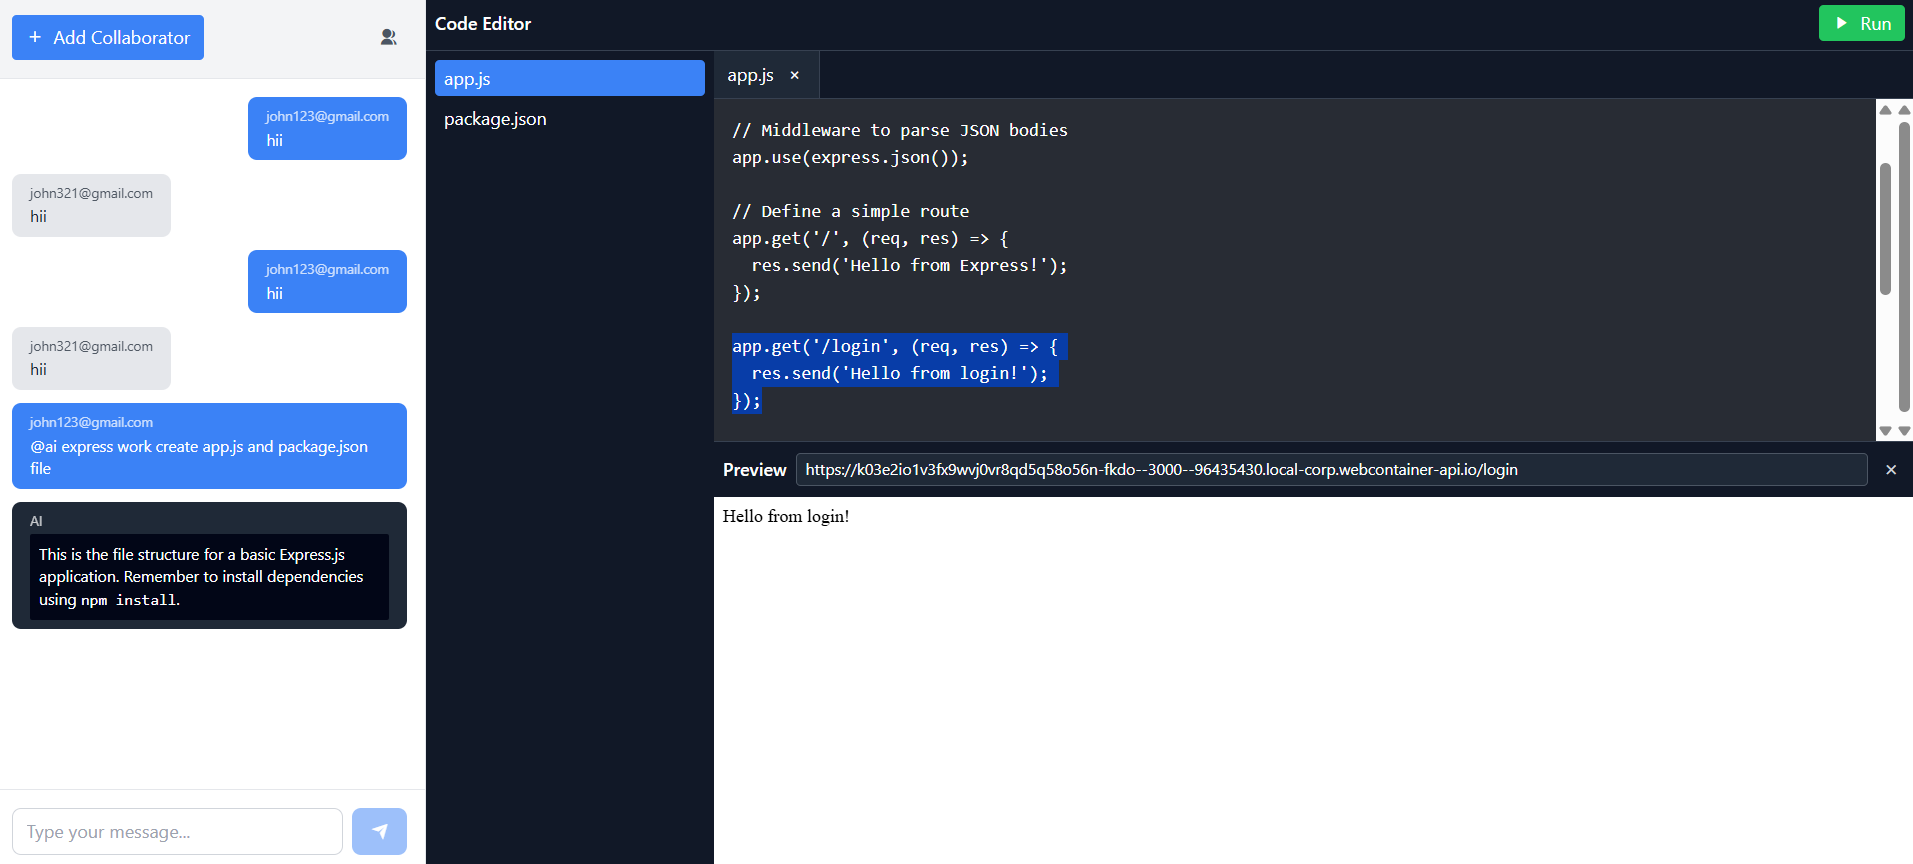 + Add Collaborator
john123@gmail.com
hii
john321@gmail.com
hii
john123@gmail.com
hii
john321@gmail.com
hii
john123@gmail.com
@ai express work create app.js and package.json
file
AI
This is the file structure for a basic Express.js
application. Remember to install dependencies
using npm install.
Type your message...
Code Editor
Run
app.js
package.json
app.js ×
// Middleware to parse JSON bodies
app.use(express.json());
// Define a simple route
app.get('/', (req, res) => {
  res.send('Hello from Express!');
});
app.get('/login', (req, res) => {
  res.send('Hello from login!');
});
Preview https://k03e2io1v3fx9wvj0vr8qd5q58o56n-fkdo--3000--96435430.local-corp.webcontainer-api.io/login ×
Hello from login!